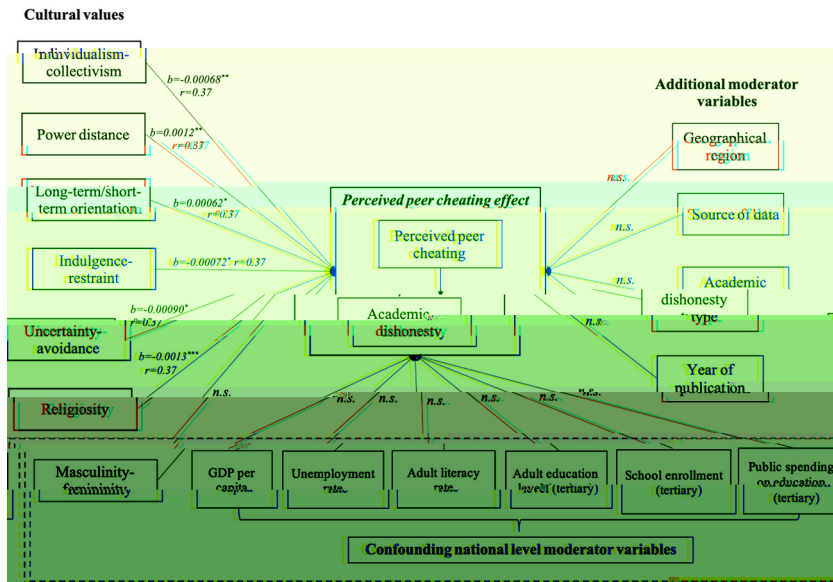 Cultural values
Individualism-
collectivism
b=-0.00068**
r=0.37
Power distance
b=0.0012**
r=0.37
Long-term/short-
term orientation
b=0.00062*
r=0.37
Indulgence-
restraint
b=-0.00072* r=0.37
Uncertainty-
avoidance
b=-0.00090*
r=0.37
Religiosity
b=-0.0013***
r=0.37
Masculinity-
femininity
n.s.
Perceived peer cheating effect
Perceived peer
cheating
Academic
dishonesty
Additional moderator
variables
Geographical
region
n.s.
Source of data
n.s.
Academic
dishonesty
type
n.s.
Year of
publication
n.s.
n.s.
n.s.
n.s.
n.s.
n.s.
n.s.
GDP per
capita
Unemployment
rate
Adult literacy
rate
Adult education
level (tertiary)
School enrollment
(tertiary)
Public spending
on education
(tertiary)
Confounding national level moderator variables